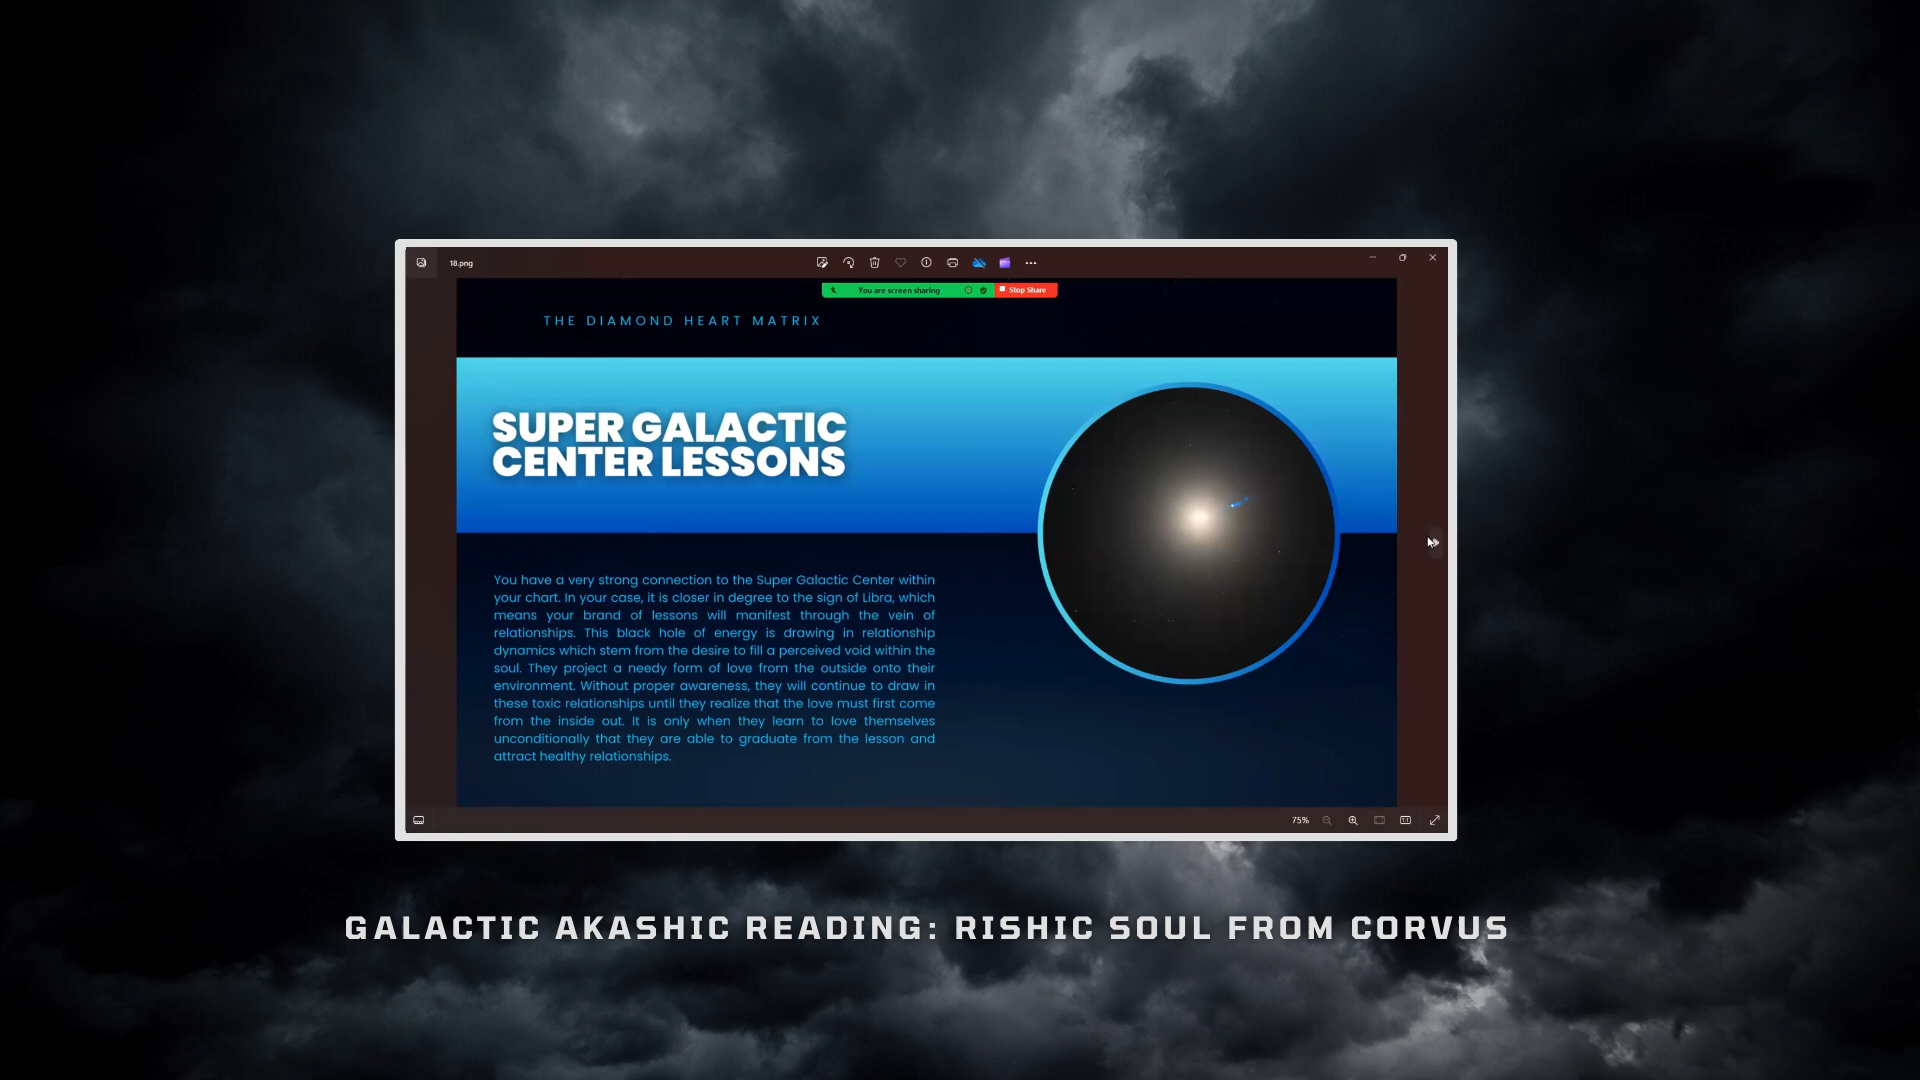 18.png
You are screen sharing
Stop Share
THE DIAMOND HEART MATRIX
SUPER GALACTIC
CENTER LESSONS
You have a very strong connection to the Super Galactic Center within
your chart. In your case, it is closer in degree to the sign of Libra, which
means your brand of lessons will manifest through the vein of
relationships. This black hole of energy is drawing in relationship
dynamics which stem from the desire to fill a perceived void within the
soul. They project a needy form of love from the outside onto their
environment. Without proper awareness, they will continue to draw in
these toxic relationships until they realize that the love must first come
from the inside out. It is only when they learn to love themselves
unconditionally that they are able to graduate from the lesson and
attract healthy relationships.
75%
GALACTIC AKASHIC READING: RISHIC SOUL FROM CORVUS